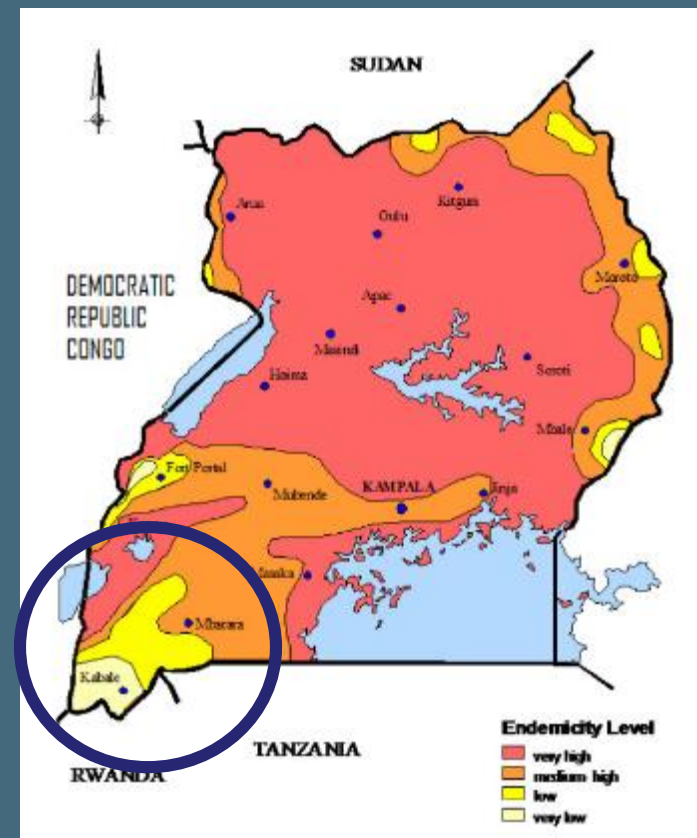 SUDAN
Arua
Kitgum
Gulu
DEMOCRATIC
REPUBLIC
CONGO
Moroto
Apac
Masindi
Soroti
Hoima
Mbale
Fort Portal
Mubende
KAMPALA
Jinja
Masaka
Mbarara
Kabale
TANZANIA
RWANDA
Endemicity Level
very high
medium- high
low
very low